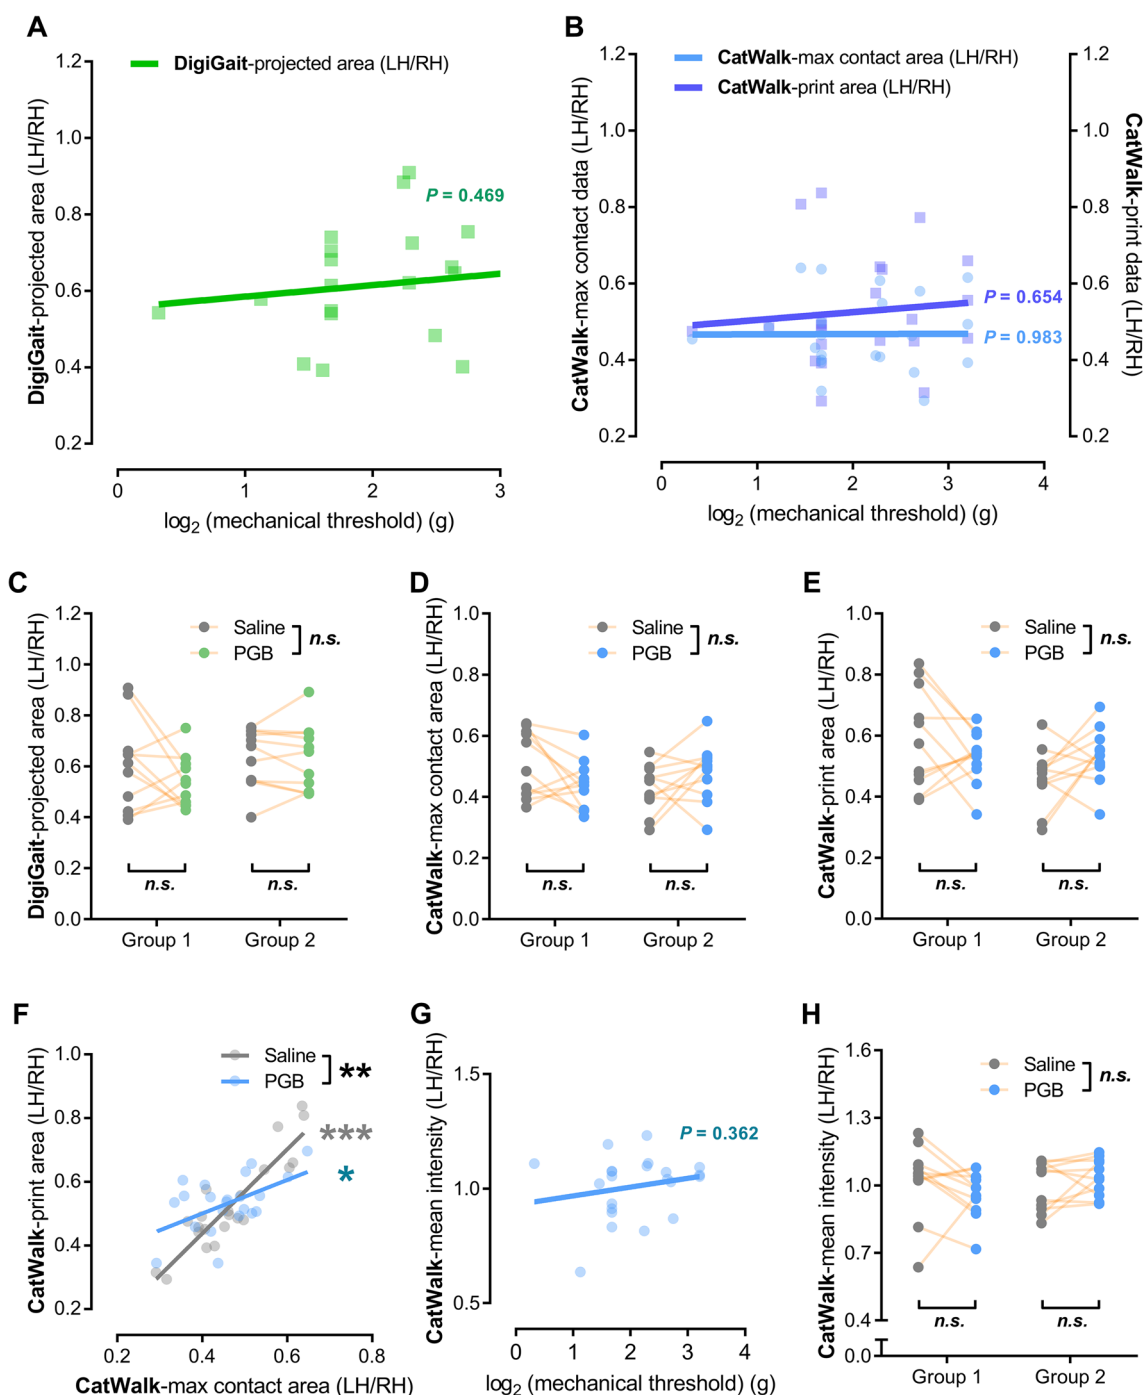 A
DigiGait-projected area (LH/RH)
1.2
1.0
0.8
0.6
0.4
0.2
DigiGait-projected area (LH/RH)
P = 0.469
0 1 2 3
log2 (mechanical threshold) (g)
B
CatWalk-max contact data (LH/RH)
1.2
1.0
0.8
0.6
0.4
0.2
CatWalk-max contact area (LH/RH)
CatWalk-print area (LH/RH)
P = 0.654
P = 0.983
1.2
1.0
0.8
0.6
0.4
0.2
CatWalk-print data (LH/RH)
0 1 2 3 4
log2 (mechanical threshold) (g)
C
DigiGait-projected area (LH/RH)
1.2
1.0
0.8
0.6
0.4
0.2
0.0
Saline
PGB
n.s.
n.s. n.s.
Group 1 Group 2
D
CatWalk-max contact area (LH/RH)
1.0
0.8
0.6
0.4
0.2
0.0
Saline
PGB
n.s.
n.s. n.s.
Group 1 Group 2
E
CatWalk-print area (LH/RH)
1.0
0.8
0.6
0.4
0.2
0.0
Saline
PGB
n.s.
n.s. n.s.
Group 1 Group 2
F
CatWalk-print area (LH/RH)
1.0
0.8
0.6
0.4
0.2
Saline
PGB
**
***
*
0.2 0.4 0.6 0.8
CatWalk-max contact area (LH/RH)
G
CatWalk-mean intensity (LH/RH)
1.5
1.0
0.5
P = 0.362
0 1 2 3 4
log2 (mechanical threshold) (g)
H
CatWalk-mean intensity (LH/RH)
1.6
1.3
1.0
0.7
0.4
0.0
Saline
PGB
n.s.
n.s. n.s.
Group 1 Group 2